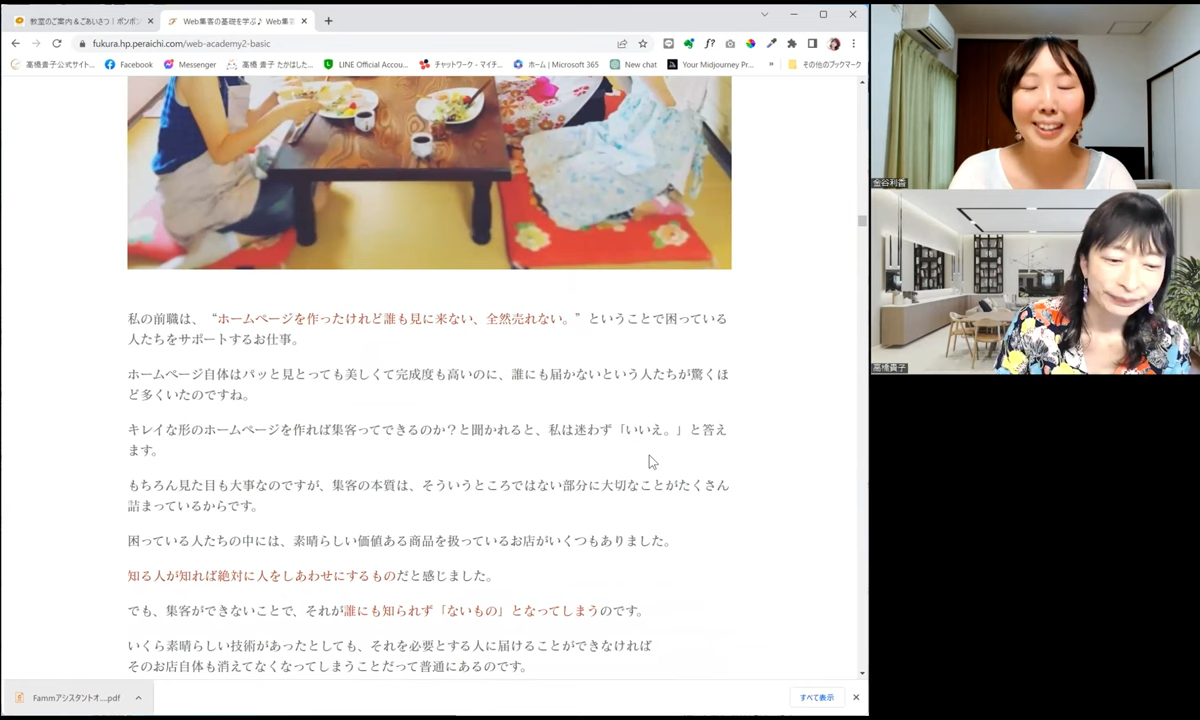 教室のご案内&ごあいさつ | ポンポン
Web集客の基礎を学ぶ♪ Web集客
fukura.hp.peraichi.com/web-academy2-basic
高橋貴子公式サイト...
Facebook
Messenger
高橋 貴子 たかはした...
LINE Official Accou...
チャットワーク - マイチ...
ホーム | Microsoft 365
New chat
Your Midjourney Pr...
»
その他のブックマーク
私の前職は、“ホームページを作ったけれど誰も見に来ない、全然売れない。”ということで困っている
人たちをサポートするお仕事。
ホームページ自体はパッと見とっても美しくて完成度も高いのに、誰にも届かないという人たちが驚くほ
ど多くいたのですね。
キレイな形のホームページを作れば集客ってできるのか？と聞かれると、私は迷わず「いいえ。」と答え
ます。
もちろん見た目も大事なのですが、集客の本質は、そういうところではない部分に大切なことがたくさん
詰まっているからです。
困っている人たちの中には、素晴らしい価値ある商品を扱っているお店がいくつもありました。
知る人が知れば絶対に人をしあわせにするものだと感じました。
でも、集客ができないことで、それが誰にも知られず「ないもの」となってしまうのです。
いくら素晴らしい技術があったとしても、それを必要とする人に届けることができなければ
そのお店自体も消えてなくなってしまうことだって普通にあるのです。
Fammアシスタントオ....pdf
すべて表示
金谷利香
高橋貴子